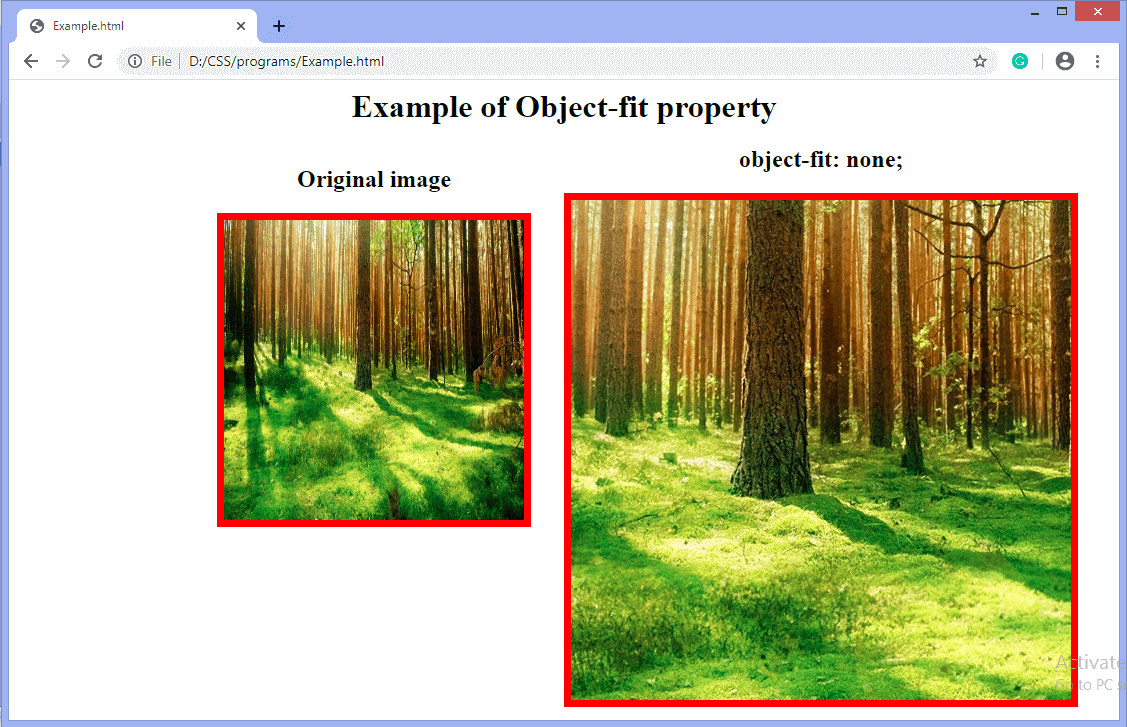 Example.html
File
D:/CSS/programs/Example.html
Example of Object-fit property
Original image
object-fit: none;
Activate
Go to PC